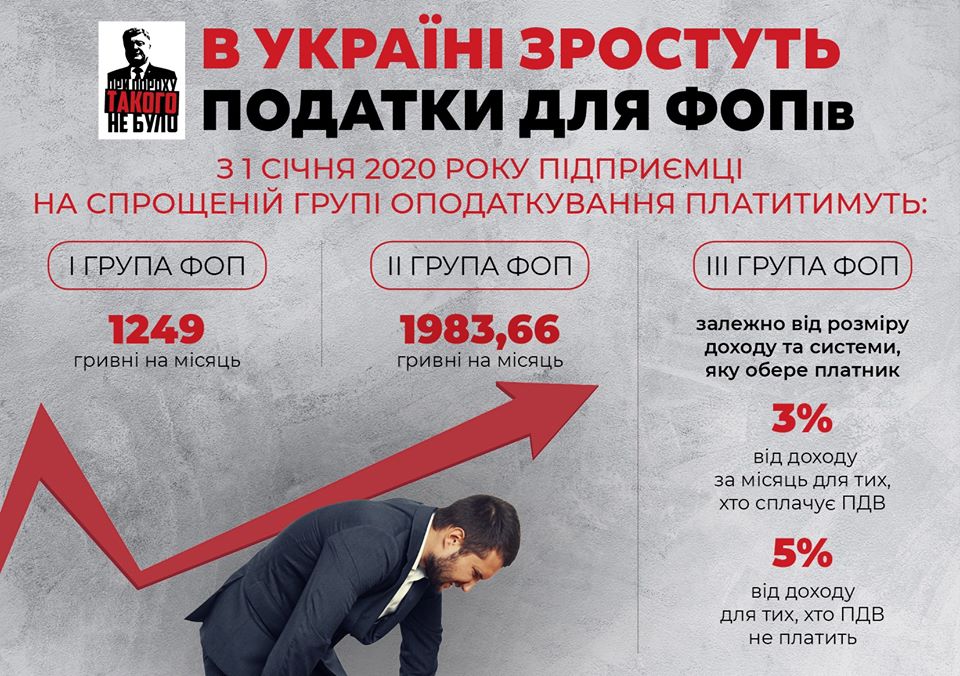 ПРИ ПОРОХУ
ТАКОГО
НЕ БУЛО
В УКРАЇНІ ЗРОСТУТЬ
ПОДАТКИ ДЛЯ ФОПів
З 1 СІЧНЯ 2020 РОКУ ПІДПРИЄМЦІ
НА СПРОЩЕНІЙ ГРУПІ ОПОДАТКУВАННЯ ПЛАТИТИМУТЬ:
І ГРУПА ФОП
1249
гривні на місяць
ІІ ГРУПА ФОП
1983,66
гривні на місяць
ІІІ ГРУПА ФОП
залежно від розміру
доходу та системи,
яку обере платник
3%
від доходу
за місяць для тих,
хто сплачує ПДВ
5%
від доходу
для тих, хто ПДВ
не платить